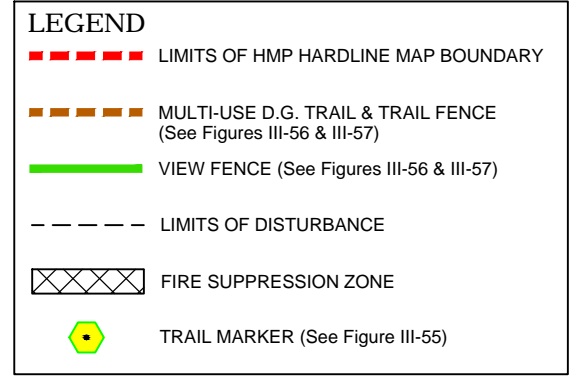 LEGEND
LIMITS OF HMP HARDLINE MAP BOUNDARY
MULTI-USE D.G. TRAIL & TRAIL FENCE
(See Figures III-56 & III-57)
VIEW FENCE (See Figures III-56 & III-57)
LIMITS OF DISTURBANCE
FIRE SUPPRESSION ZONE
TRAIL MARKER (See Figure III-55)